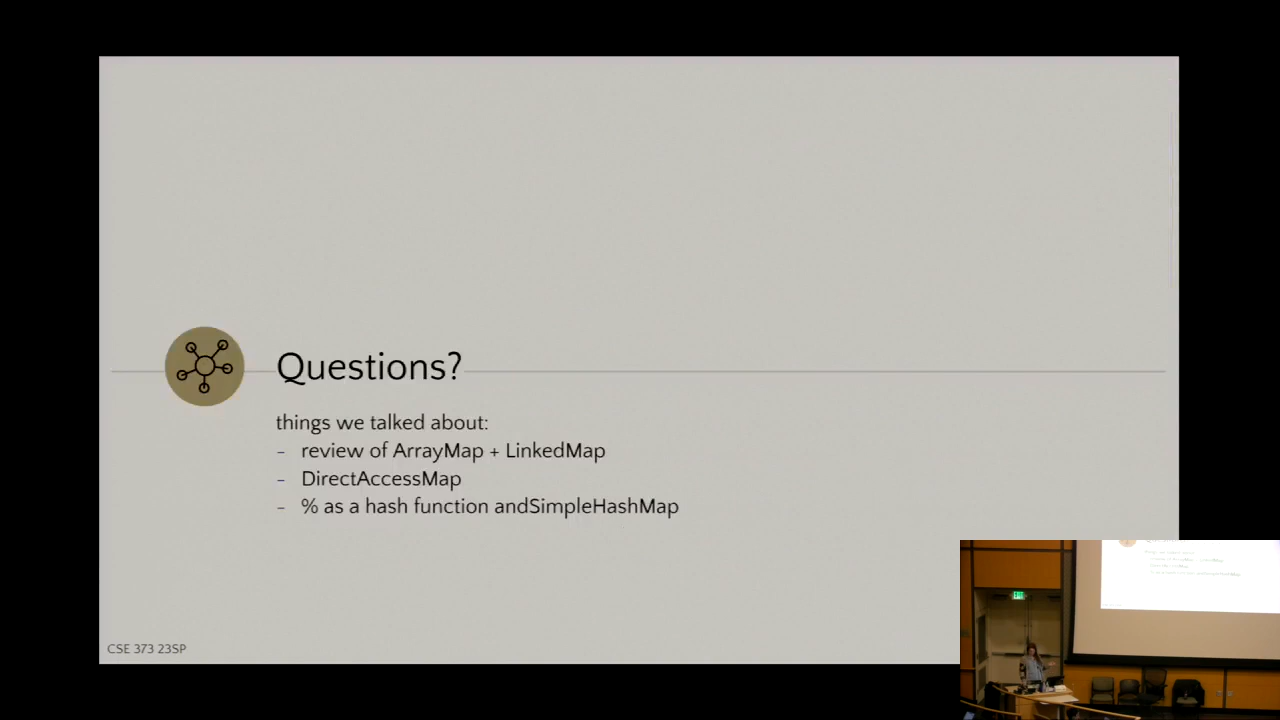 Questions?
things we talked about:
- review of ArrayMap + LinkedMap
- DirectAccessMap
- % as a hash function andSimpleHashMap
CSE 373 23SP